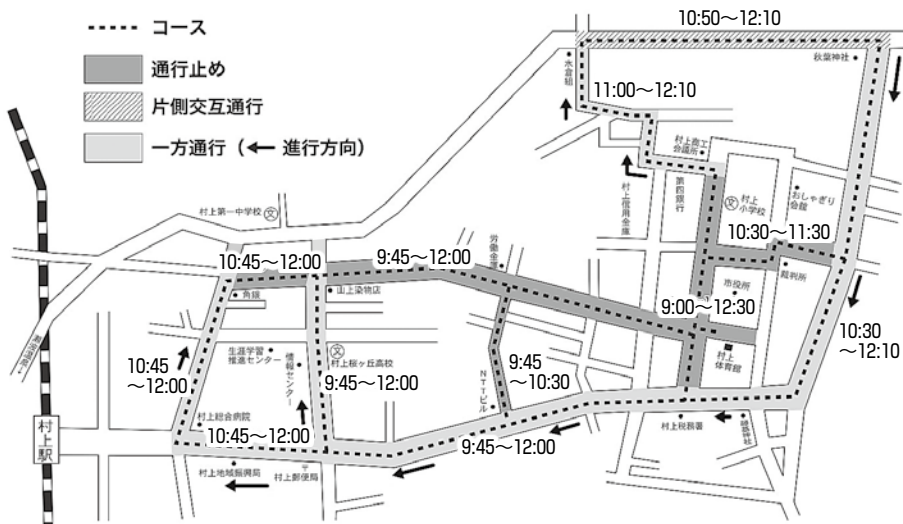 コース
通行止め
片側交互通行
一方通行（← 進行方向）
10:50～12:10
秋葉神社
水倉組
11:00～12:10
村上商工
会議所
第四銀行
村上信用金庫
文
村上
小学校
おしゃぎり
会館
10:30～11:30
裁判所
市役所
9:00～12:30
村上
体育館
10:30
～12:10
村上第一中学校
文
10:45～12:00
9:45～12:00
労働金庫
角銀
山上染物店
生涯学習
推進センター
情報センター
文
村上桜ヶ丘高校
10:45
～12:00
9:45～12:00
9:45
～10:30
NTTビル
村上総合病院
10:45～12:00
9:45～12:00
村上税務署
村上地域振興局
〒
村上郵便局
村上駅